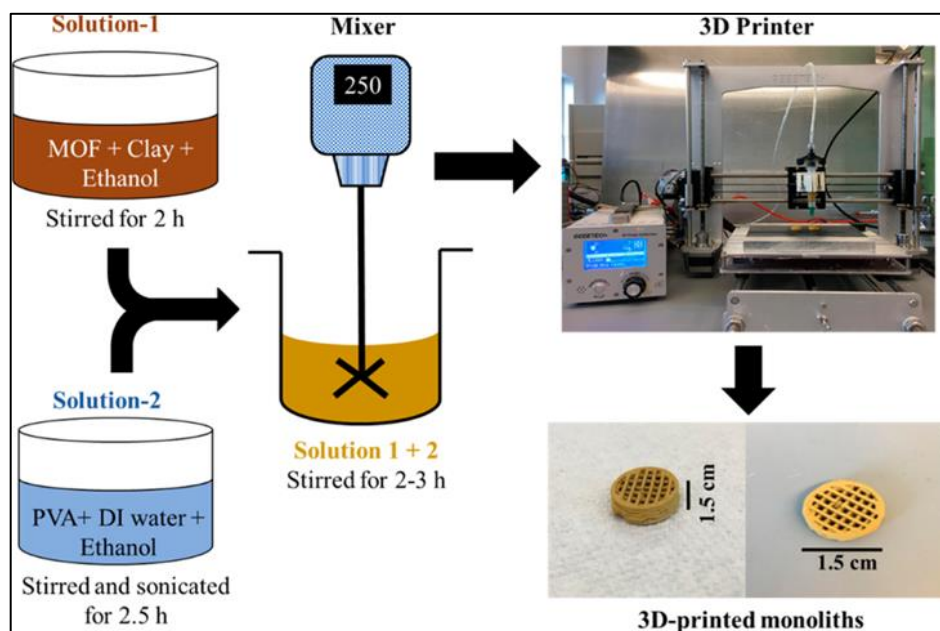 Solution-1
MOF + Clay +
Ethanol
Stirred for 2 h
Solution-2
PVA+ DI water +
Ethanol
Stirred and sonicated
for 2.5 h
Mixer
250
Solution 1 + 2
Stirred for 2-3 h
3D Printer
1.5 cm
1.5 cm
3D-printed monoliths